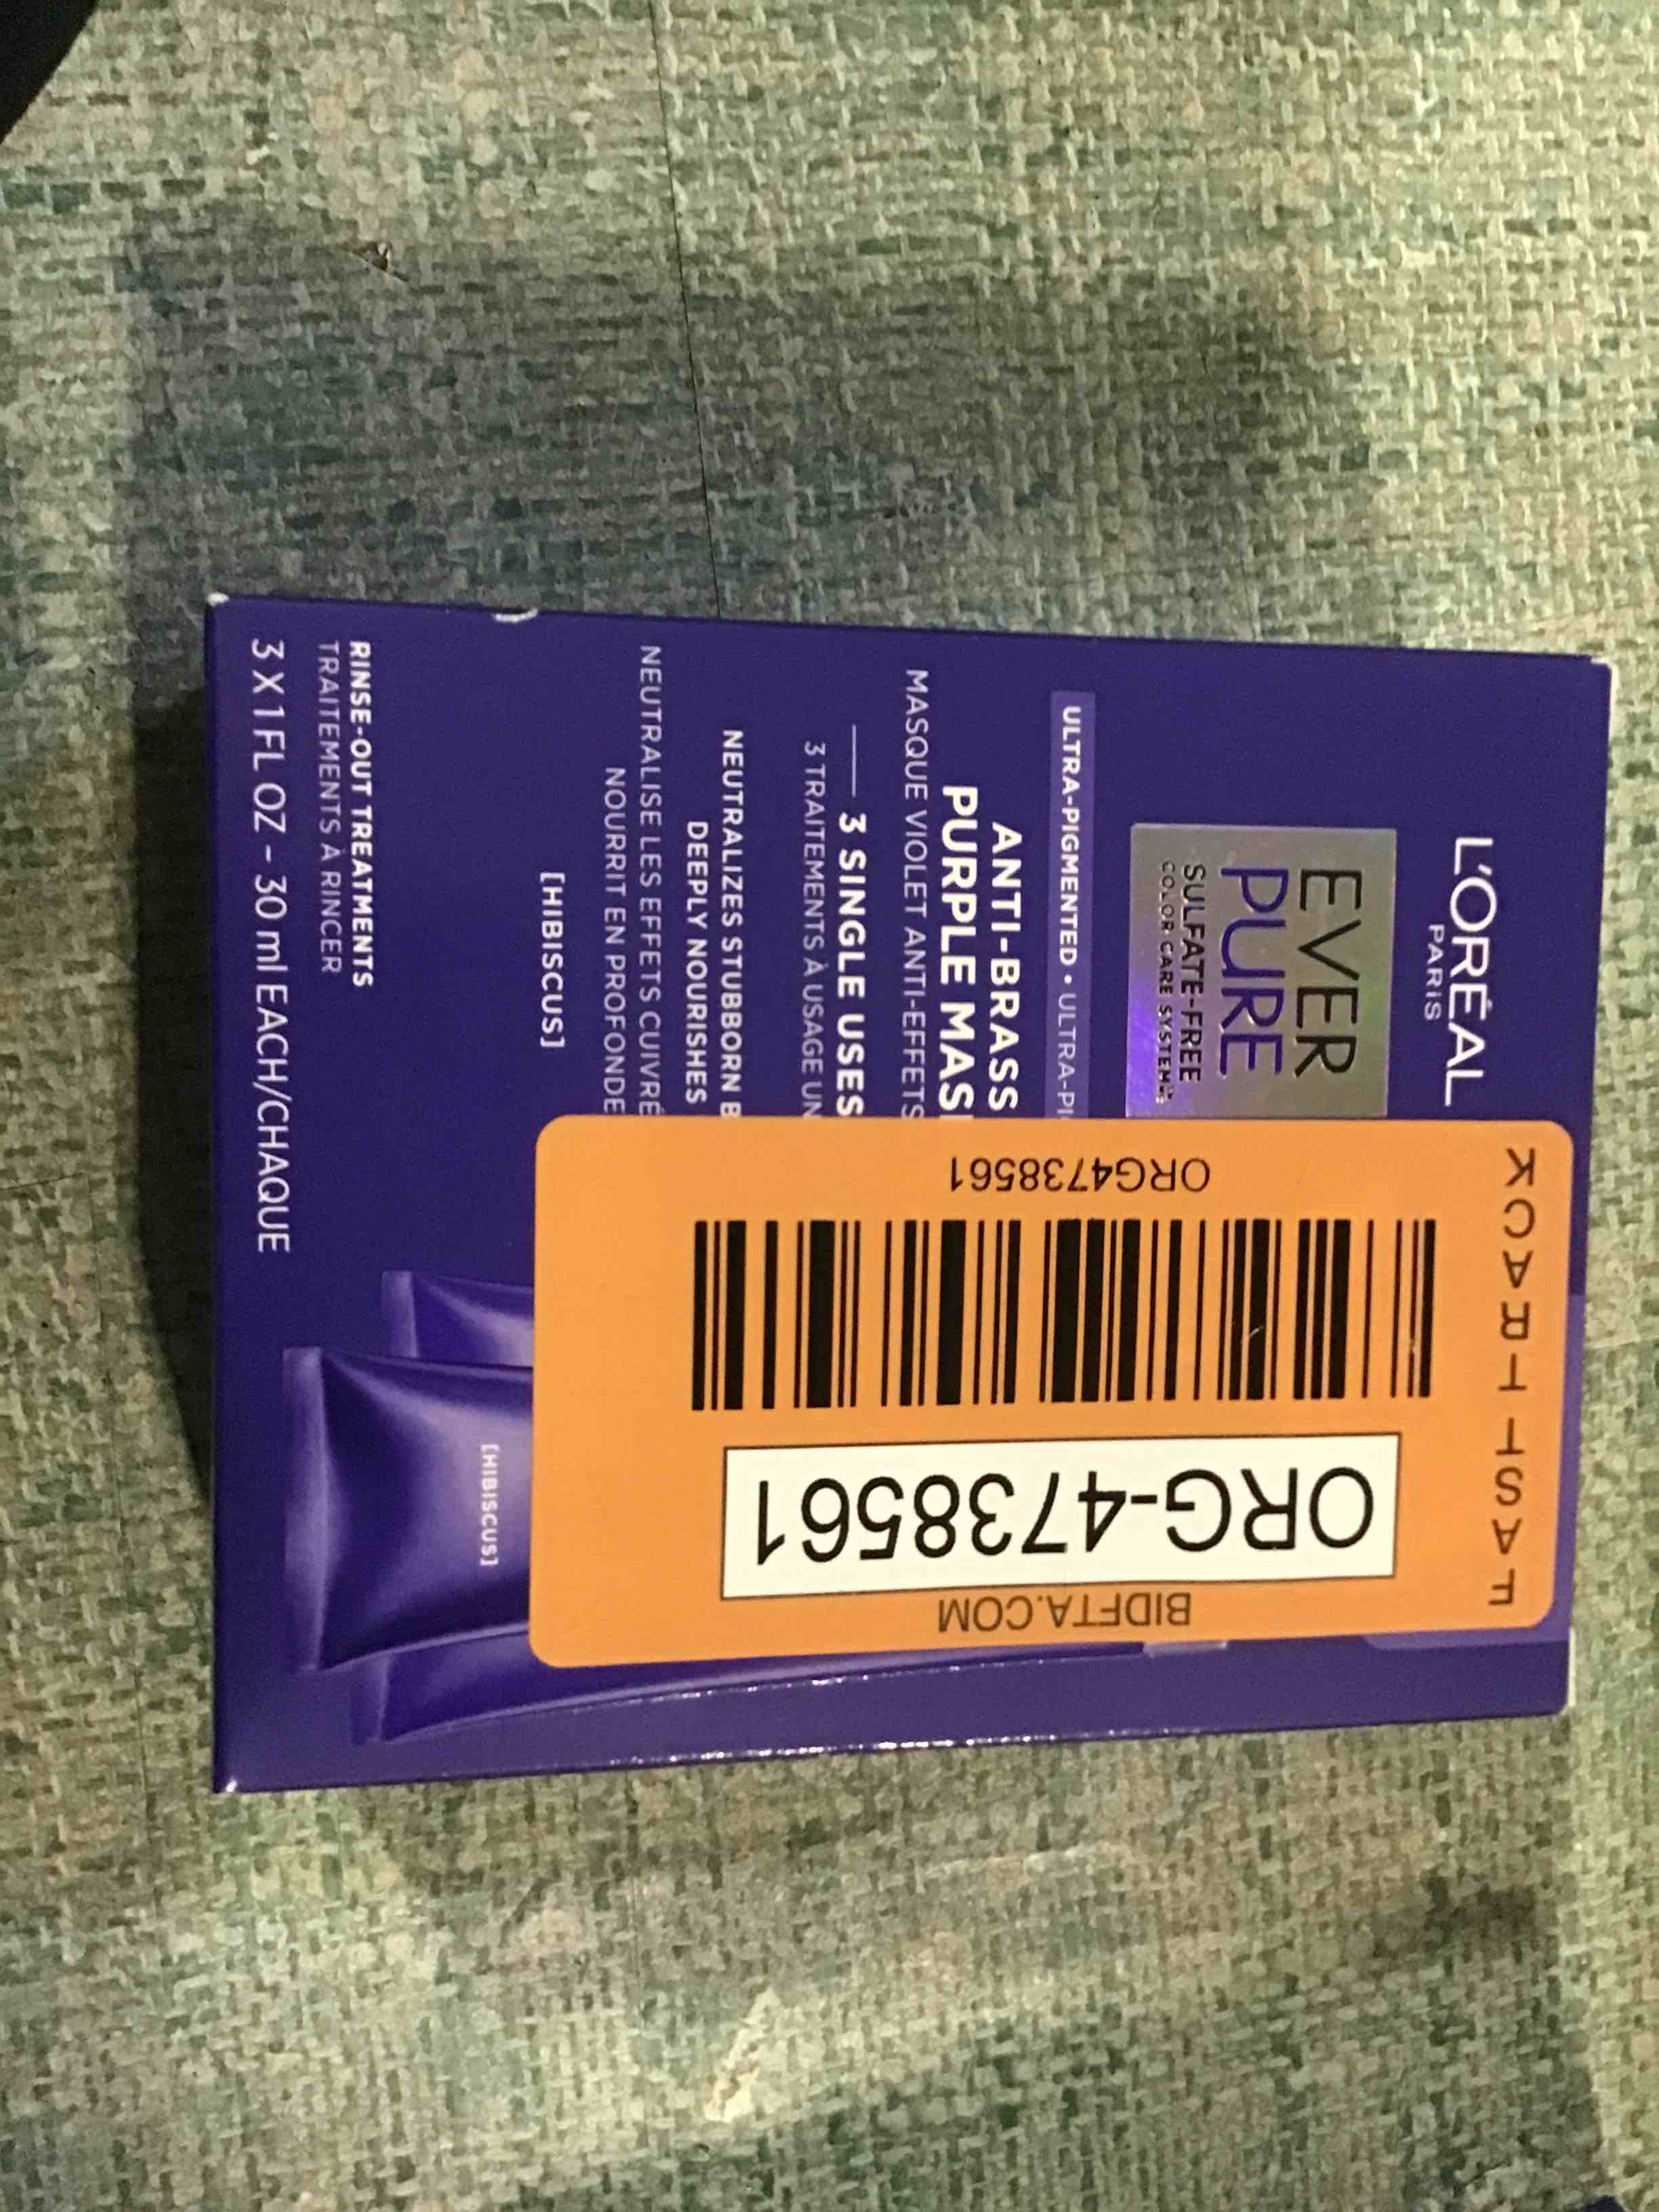 L'ORÉAL
PARIS
EVER
PURE
SULFATE-FREE
COLOR CARE SYSTEM
ULTRA-PIGMENTED • ULTRA-PI
ANTI-BRASS
PURPLE MAS
MASQUE VIOLET ANTI-EFFETS
3 SINGLE USES
3 TRAITEMENTS À USAGE UN
NEUTRALIZES STUBBORN B
DEEPLY NOURISHES
NEUTRALISE LES EFFETS CUIVRÉ
NOURRIT EN PROFONDE
[HIBISCUS]
RINSE-OUT TREATMENTS
TRAITEMENTS À RINCER
3 X 1 FL OZ - 30 ml EACH/CHAQUE
[HIBISCUS]
FASTTRACK
BIDFTA.COM
ORG-4738561
ORG4738561